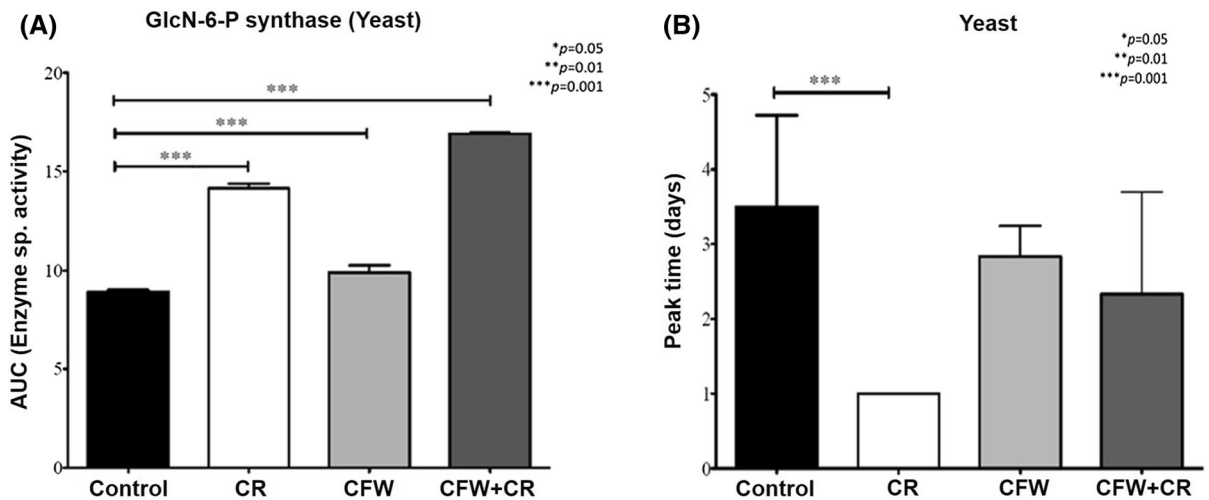 (A)
GlcN-6-P synthase (Yeast)
*p=0.05
**p=0.01
***p=0.001
AUC (Enzyme sp. activity)
20
15
10
5
0
***
***
***
Control
CR
CFW
CFW+CR
(B)
Yeast
*p=0.05
**p=0.01
***p=0.001
Peak time (days)
5
4
3
2
1
0
***
Control
CR
CFW
CFW+CR